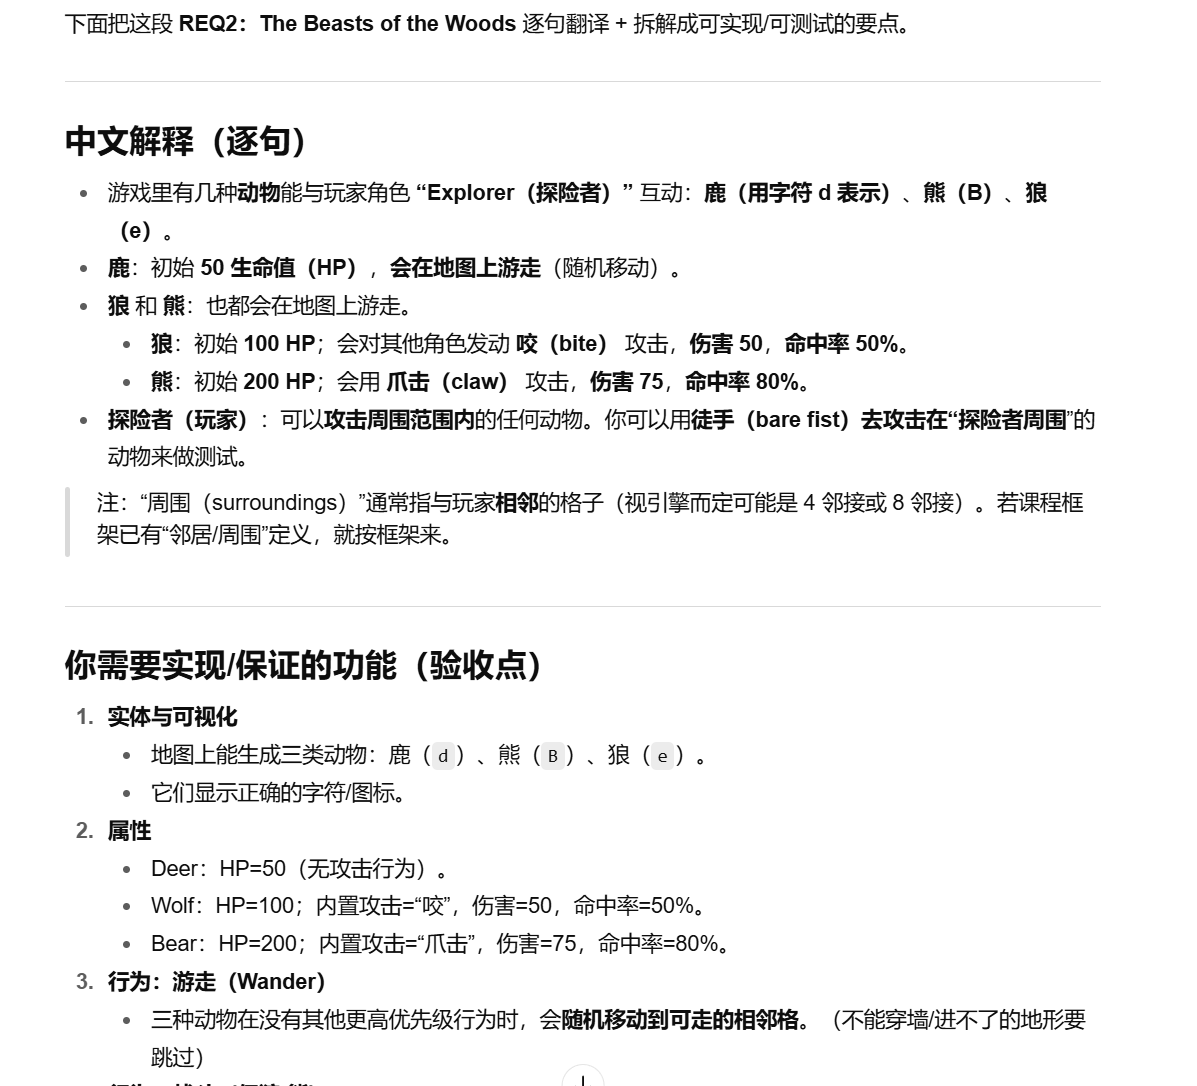 下面把这段 REQ2：The Beasts of the Woods 逐句翻译 + 拆解成可实现/可测试的要点。
中文解释（逐句）
游戏里有几种动物能与玩家角色 “Explorer（探险者）” 互动：鹿（用字符 d 表示）、熊（B）、狼
（e）。
鹿：初始 50 生命值（HP），会在地图上游走（随机移动）。
狼 和 熊：也都会在地图上游走。
狼：初始 100 HP；会对其他角色发动 咬（bite） 攻击，伤害 50，命中率 50%。
熊：初始 200 HP；会用 爪击（claw） 攻击，伤害 75，命中率 80%。
探险者（玩家）：可以攻击周围范围内的任何动物。你可以用徒手（bare fist）去攻击在“探险者周围”的
动物来做测试。
注：“周围（surroundings）”通常指与玩家相邻的格子（视引擎而定可能是 4 邻接或 8 邻接）。若课程框
架已有“邻居/周围”定义，就按框架来。
你需要实现/保证的功能（验收点）
1. 实体与可视化
地图上能生成三类动物：鹿（d）、熊（B）、狼（e）。
它们显示正确的字符/图标。
2. 属性
Deer：HP=50（无攻击行为）。
Wolf：HP=100；内置攻击=“咬”，伤害=50，命中率=50%。
Bear：HP=200；内置攻击=“爪击”，伤害=75，命中率=80%。
3. 行为：游走（Wander）
三种动物在没有其他更高优先级行为时，会随机移动到可走的相邻格。（不能穿墙/进不了的地形要
跳过）